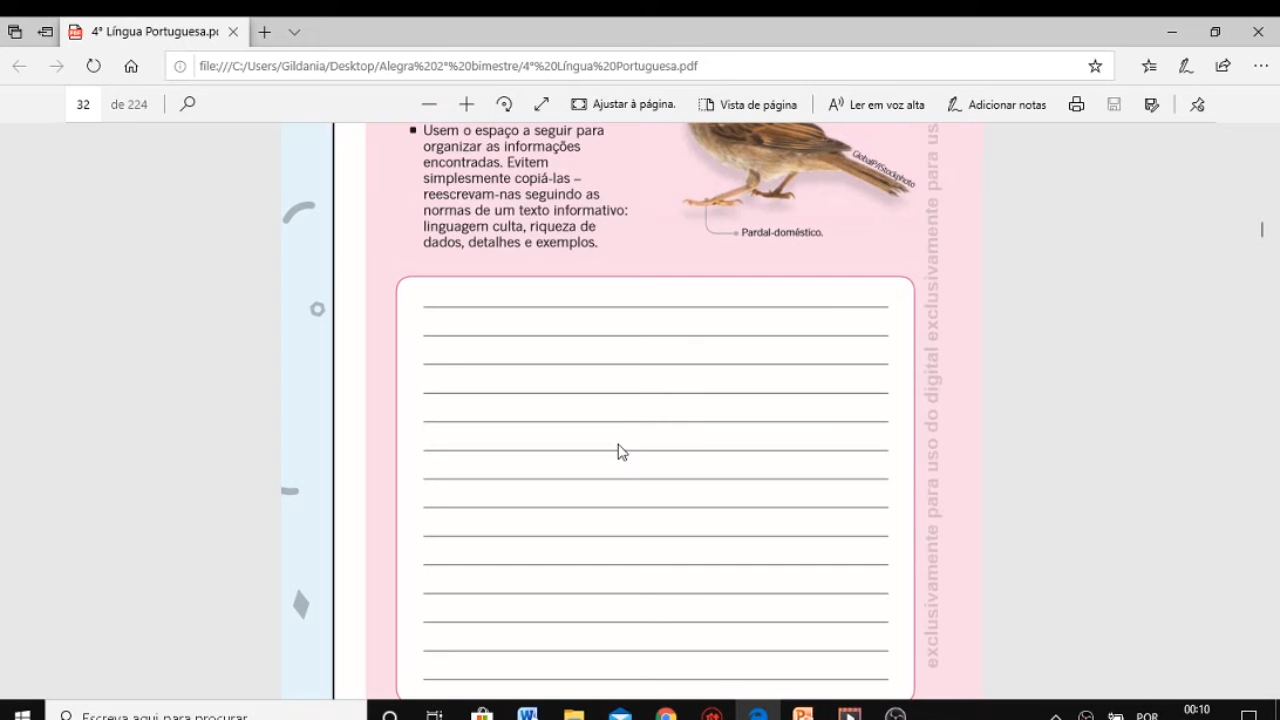 4º Língua Portuguesa.pd
file:///C:/Users/Gildania/Desktop/Alegra%202°%20bimestre/4°%20Língua%20Portuguesa.pdf
32 de 224
Ajustar à página.
Vista de página
Ler em voz alta
Adicionar notas
Usem o espaço a seguir para
organizar as informações
encontradas. Evitem
simplesmente copiá-las –
reescrevam-nas seguindo as
normas de um texto informativo:
linguagem exata, riqueza de
dados, detalhes e exemplos.
GlobalP/iStockphoto
Pardal-doméstico.
exclusivamente para uso do digital exclusivamente para us
Escreva aqui para procurar
POR
00:10